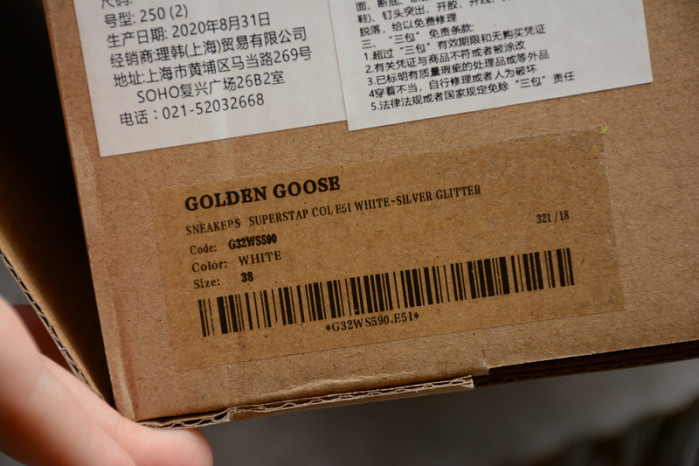 号型: 250 (2)
生产日期: 2020年8月31日
经销商:理韩(上海)贸易有限公司
地址:上海市黄埔区马当路269号
SOHO复兴广场26B2室
电话：021-52032668
鞋)、钉头突出、开胶、开线、
脱落，给以免费修理
三、“三包”免责条款:
1.超过“三包”有效期限和无购买凭证
2.有关凭证与商品不符或者被涂改
3.已标明有质量瑕疵的处理品或等外品
4穿着不当，自行修理或者人为破坏
5.法律法规或者国家规定免除“三包”责任
GOLDEN GOOSE
SNEAKEPS SUPERSTAP COL E51 WHITE-SILVER GLITTER
Code: G32WS590 321/18
Color: WHITE
Size: 38
*G32WS590.E51*